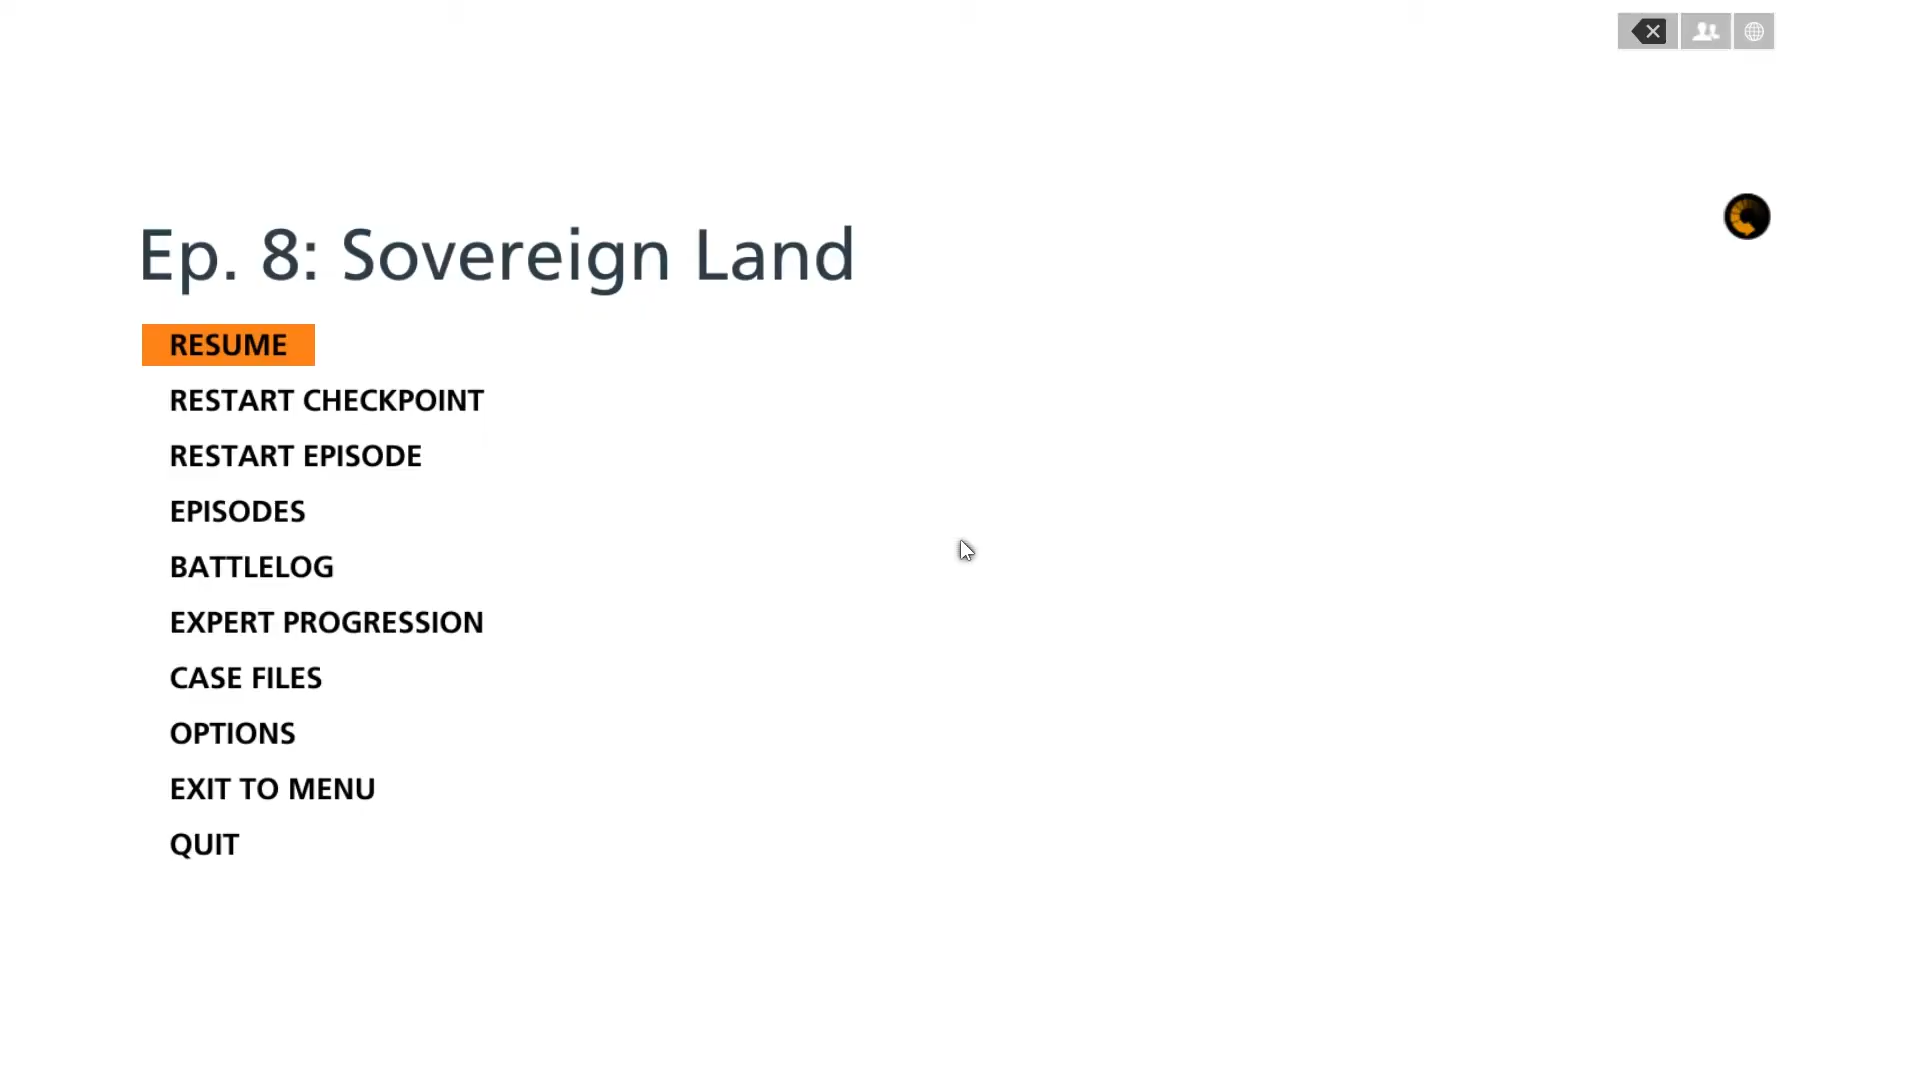 Ep. 8: Sovereign Land
RESUME
RESTART CHECKPOINT
RESTART EPISODE
EPISODES
BATTLELOG
EXPERT PROGRESSION
CASE FILES
OPTIONS
EXIT TO MENU
QUIT